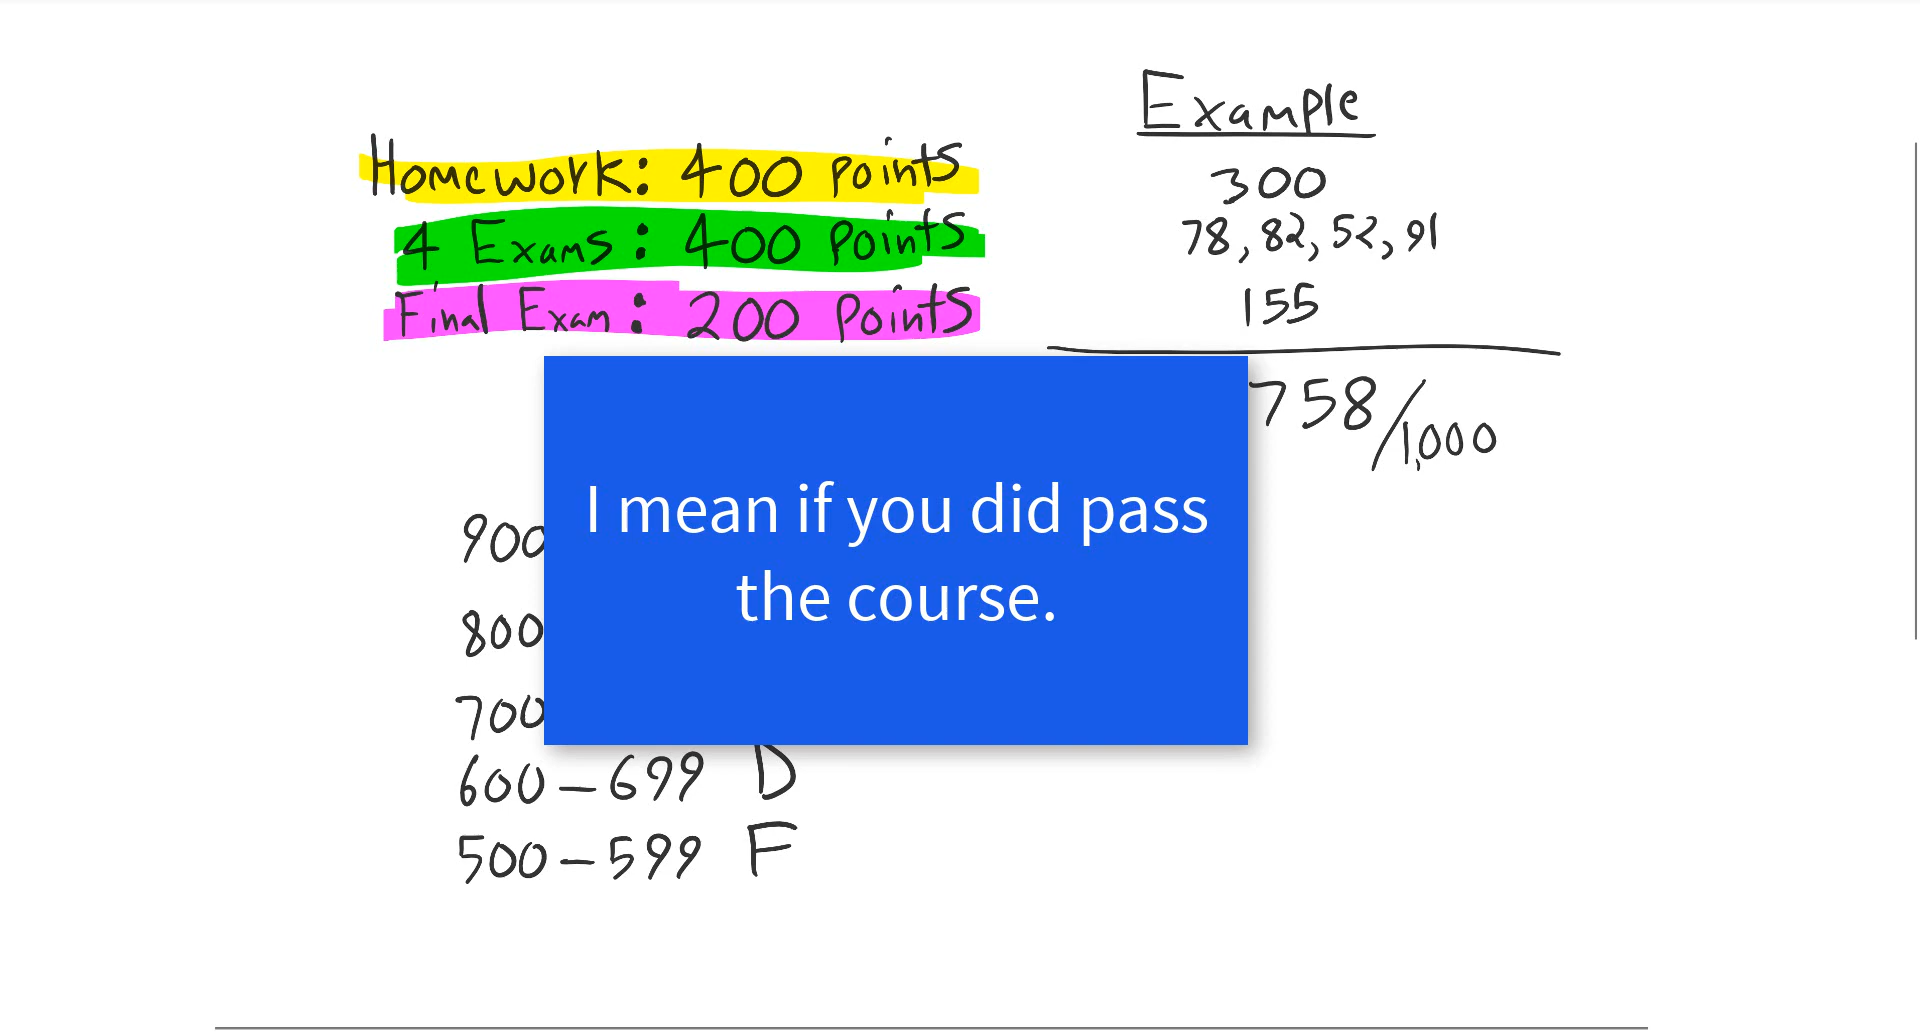 Homework: 400 Points
4 Exams: 400 Points
Final Exam: 200 Points
Example
300
78, 82, 52, 91
155
758/1,000
I mean if you did pass
the course.
900
800
700
600-699 D
500-599 F